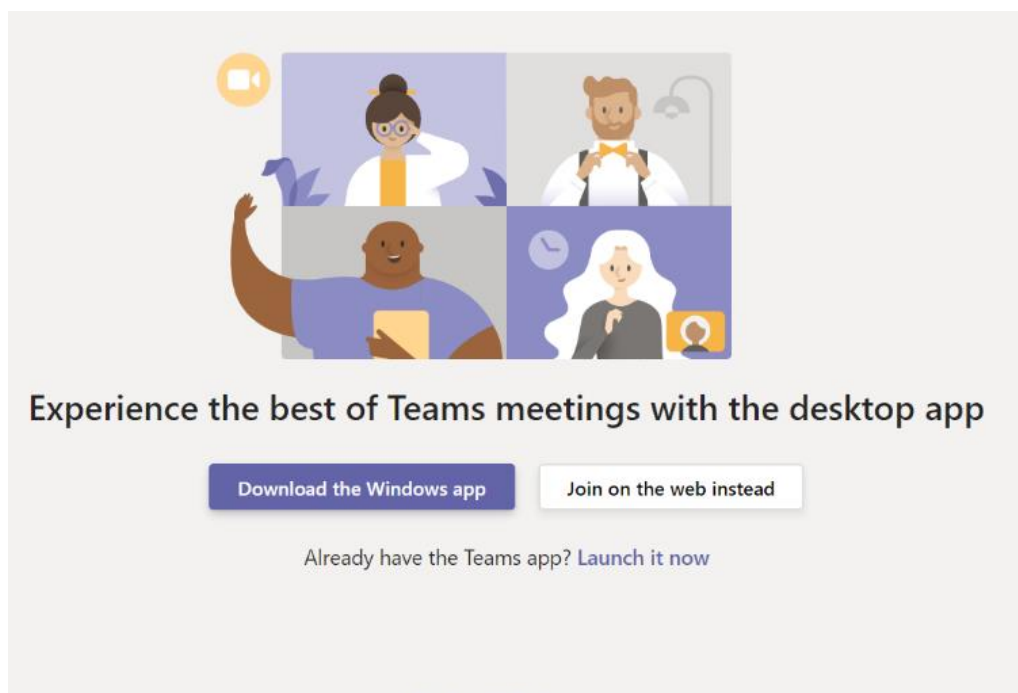 Experience the best of Teams meetings with the desktop app
Download the Windows app
Join on the web instead
Already have the Teams app? Launch it now